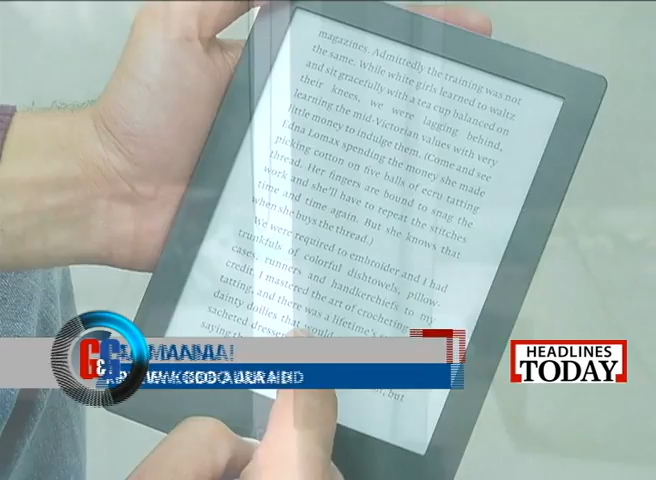 magazines. Admittedly the training was not
the same. While white girls learned to waltz
and sit gracefully with a tea cup balanced on
their knees, we were lagging behind,
learning the mid-Victorian values with very
little money to indulge them. (Come and see
Edna Lomax spending the money she made
picking cotton on five balls of ecru tatting
thread. Her fingers are bound to snag the
work and she'll have to repeat the stitches
time and time again. But she knows that
when she buys the thread.)
We were required to embroider and I had
trunkfuls of colorful dishtowels, pillow-
cases, runners and handkerchiefs to my
credit. I mastered the art of crocheting
tatting, and there was a lifetime's
dainty doilies that would
sacheted dresse
saying th
but
G&G
HEADLINES
TODAY